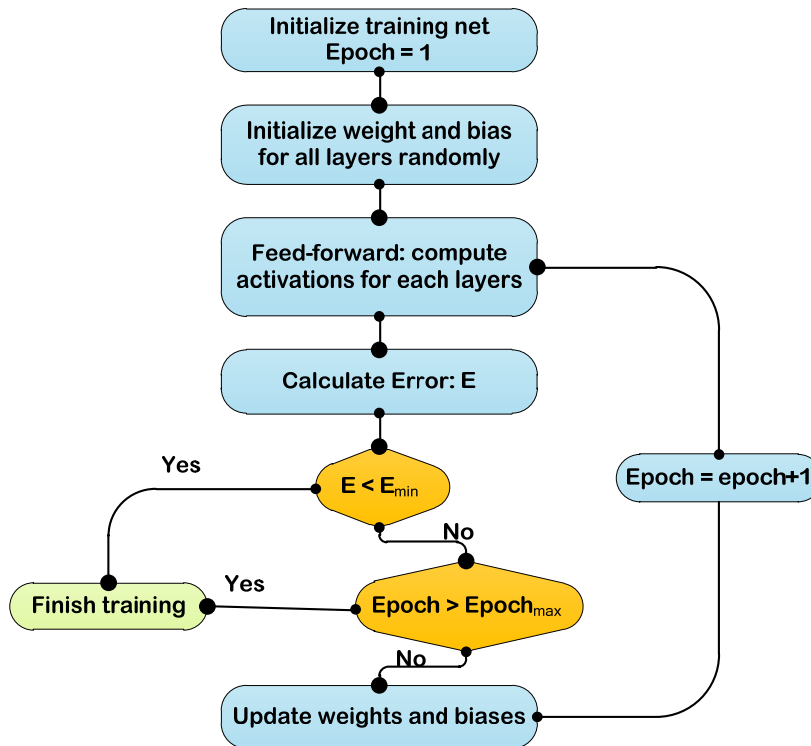 Initialize training net
Epoch = 1
Initialize weight and bias
for all layers randomly
Feed-forward: compute
activations for each layers
Calculate Error: E
Yes
E < Emin
Epoch = epoch+1
No
Yes
Finish training
Epoch > Epochmax
No
Update weights and biases